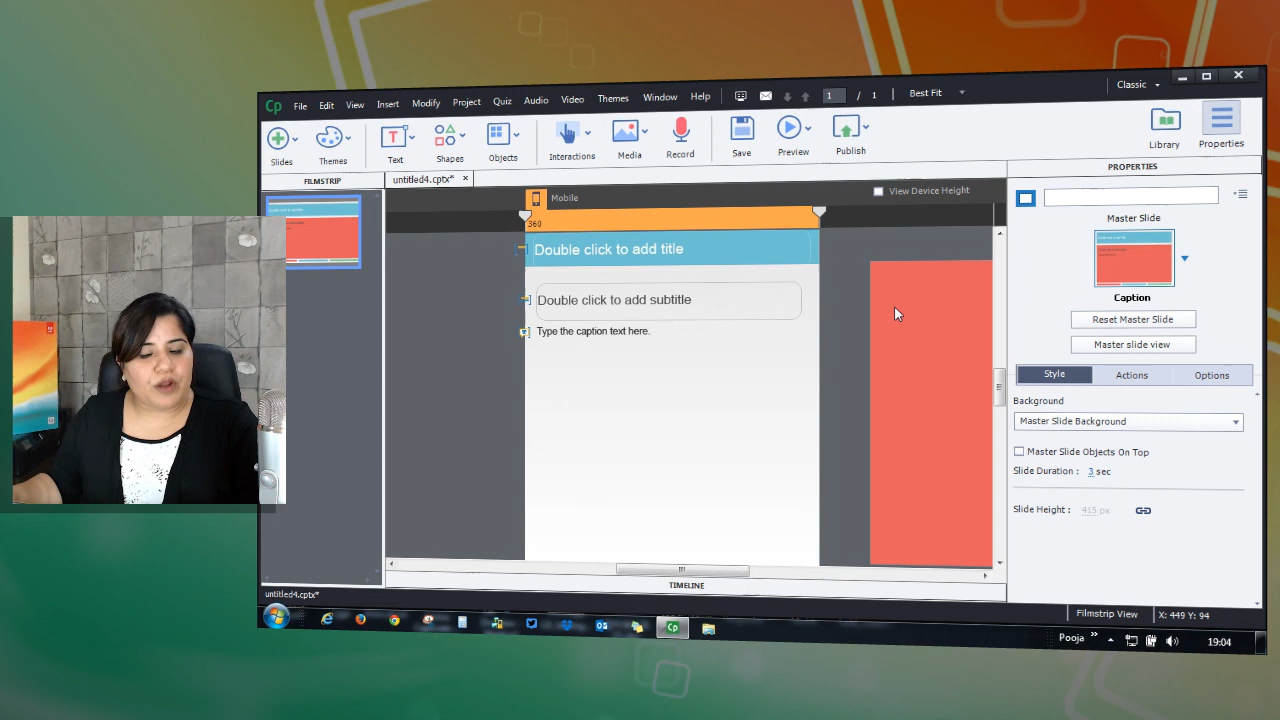 Cp File Edit View Insert Modify Project Quiz Audio Video Themes Window Help 1 / 1 Best Fit Classic
Slides Themes Text Shapes Objects Interactions Media Record Save Preview Publish Library Properties
FILMSTRIP
untitled4.cptx*
PROPERTIES
Mobile
View Device Height
360
Double click to add title
Double click to add subtitle
Type the caption text here.
Master Slide
Caption
Reset Master Slide
Master slide view
Style Actions Options
Background
Master Slide Background
Master Slide Objects On Top
Slide Duration : 3 sec
Slide Height : 415 px
TIMELINE
untitled4.cptx*
Filmstrip View X: 449 Y: 94
Cp
Pooja
19:04